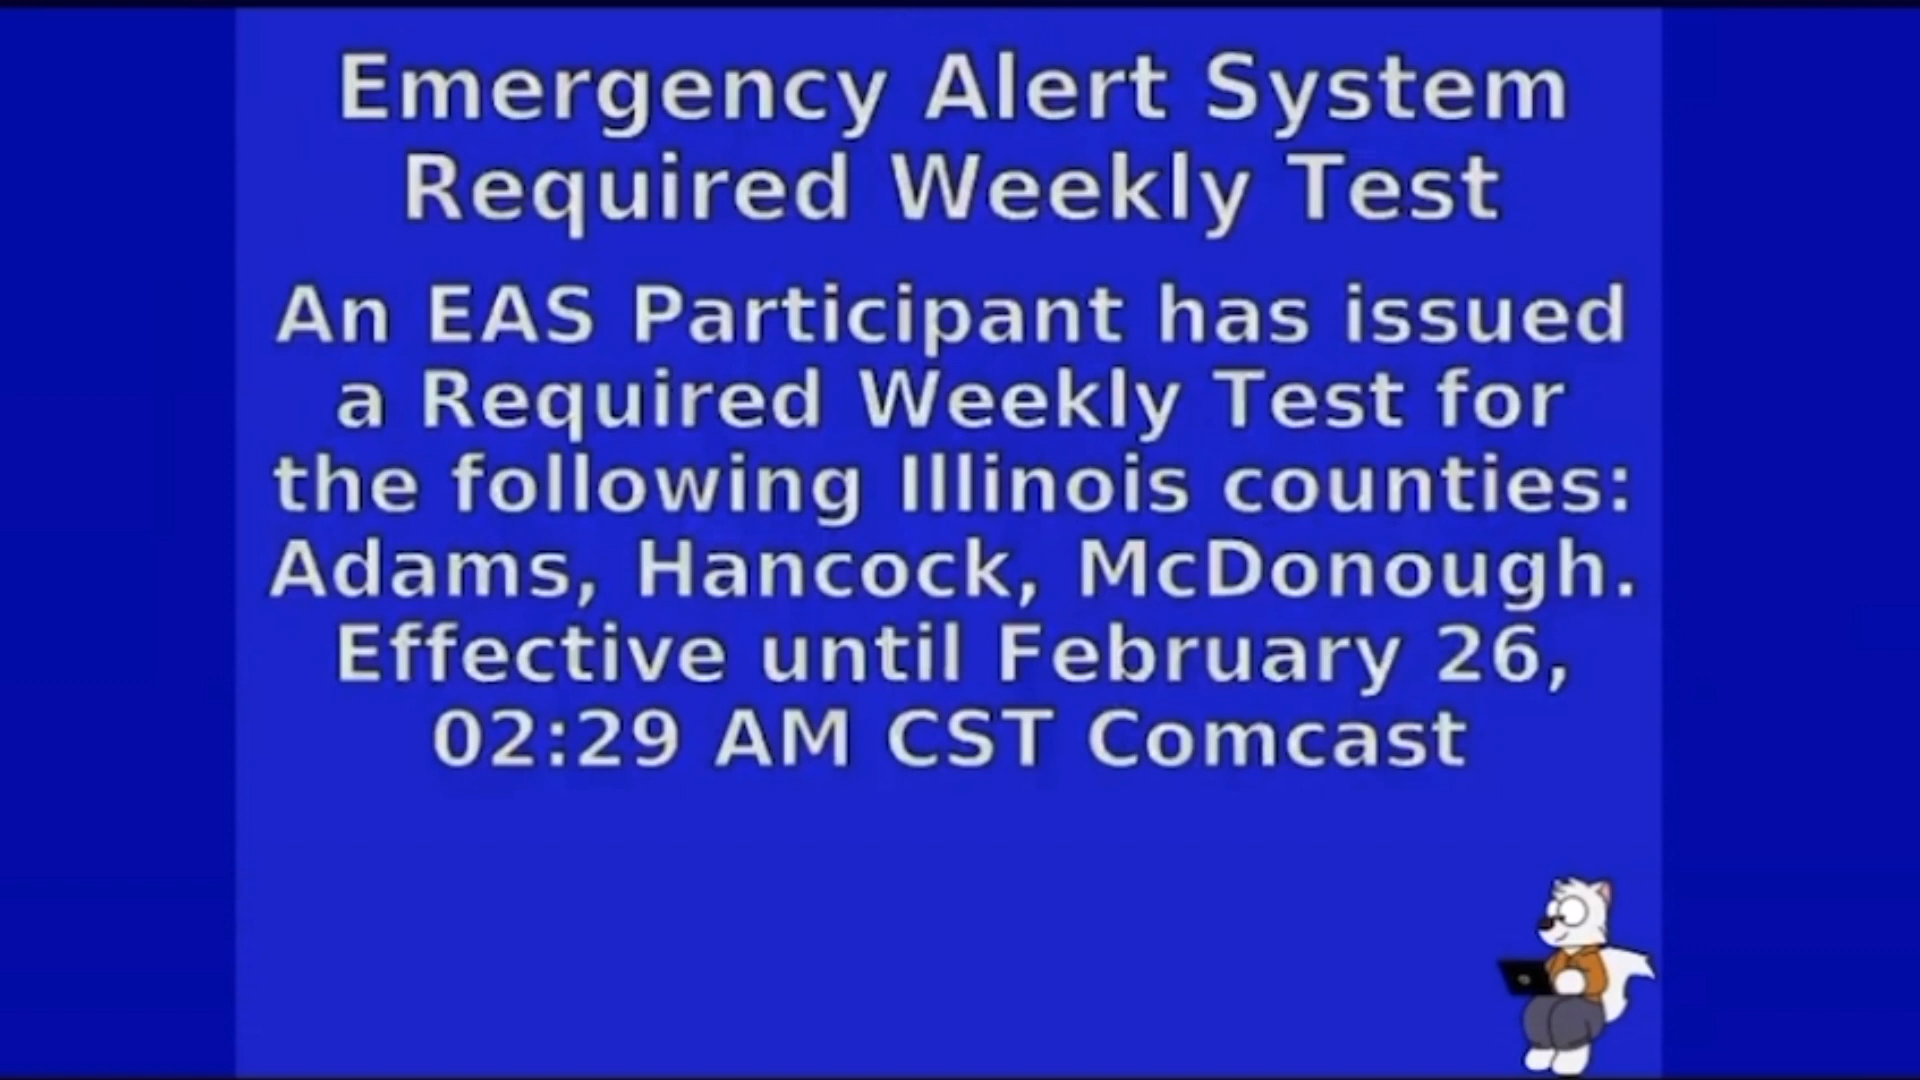 Emergency Alert System
Required Weekly Test
An EAS Participant has issued
a Required Weekly Test for
the following Illinois counties:
Adams, Hancock, McDonough.
Effective until February 26,
02:29 AM CST Comcast